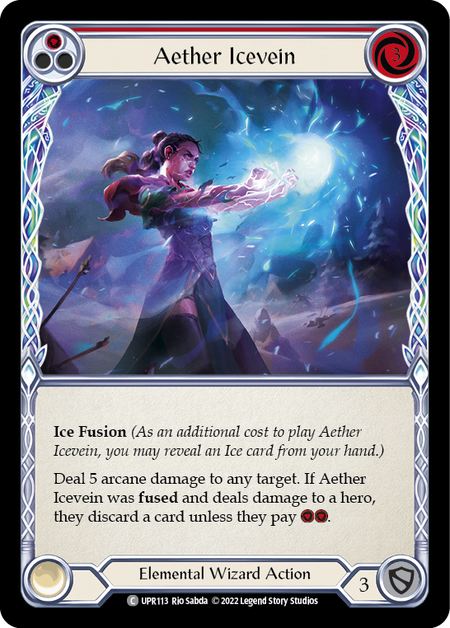 Aether Icevein
3
Ice Fusion (As an additional cost to play Aether
Icevein, you may reveal an Ice card from your hand.)
Deal 5 arcane damage to any target. If Aether
Icevein was fused and deals damage to a hero,
they discard a card unless they pay .
Elemental Wizard Action
3
C UPR113 Rio Sabda © 2022 Legend Story Studios